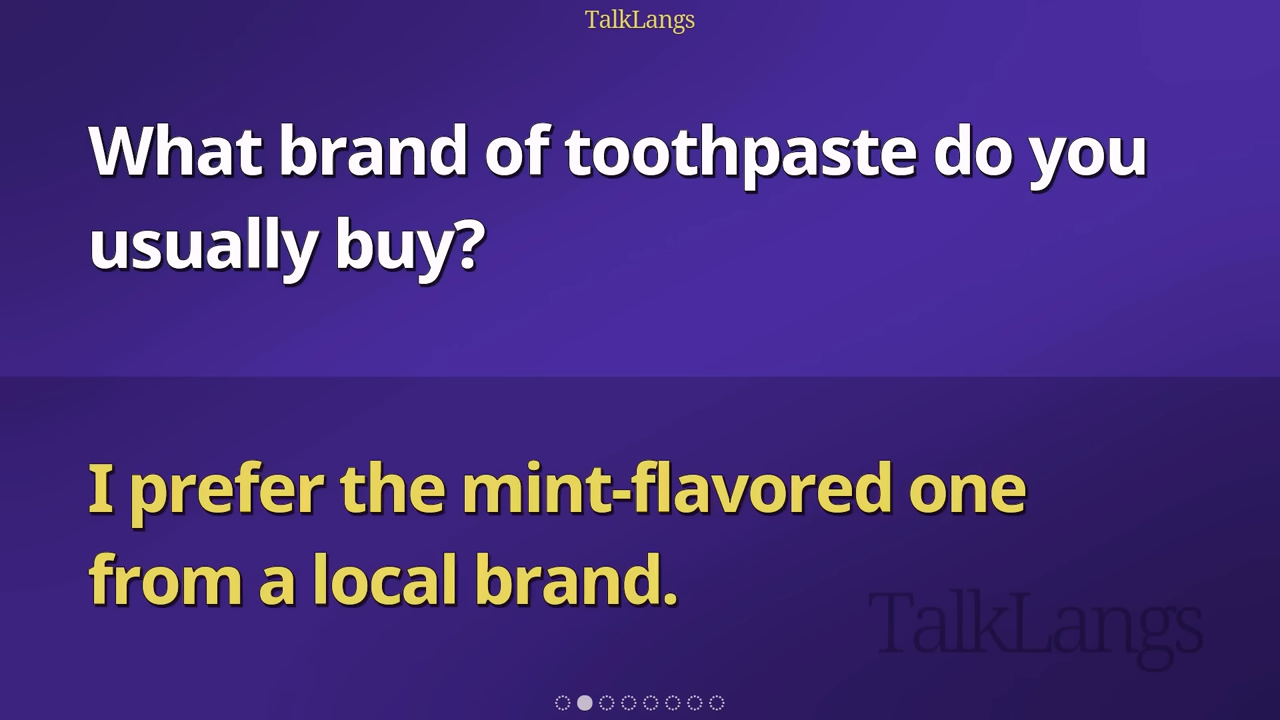 TalkLangs
What brand of toothpaste do you
usually buy?
I prefer the mint-flavored one
from a local brand.
TalkLangs